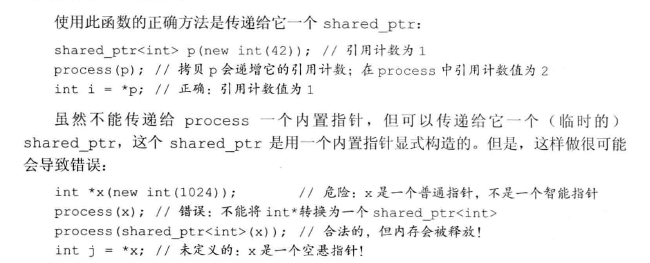 使用此函数的正确方法是传递给它一个 shared_ptr：
shared_ptr<int> p(new int(42)); // 引用计数为 1
process(p); // 拷贝 p 会递增它的引用计数；在 process 中引用计数值为 2
int i = *p; // 正确：引用计数值为 1
虽然不能传递给 process 一个内置指针，但可以传递给它一个（临时的）
shared_ptr，这个 shared_ptr 是用一个内置指针显式构造的。但是，这样做很可能
会导致错误：
int *x(new int(1024)); // 危险：x 是一个普通指针，不是一个智能指针
process(x); // 错误：不能将 int*转换为一个 shared_ptr<int>
process(shared_ptr<int>(x)); // 合法的，但内存会被释放！
int j = *x; // 未定义的：x 是一个空悬指针！